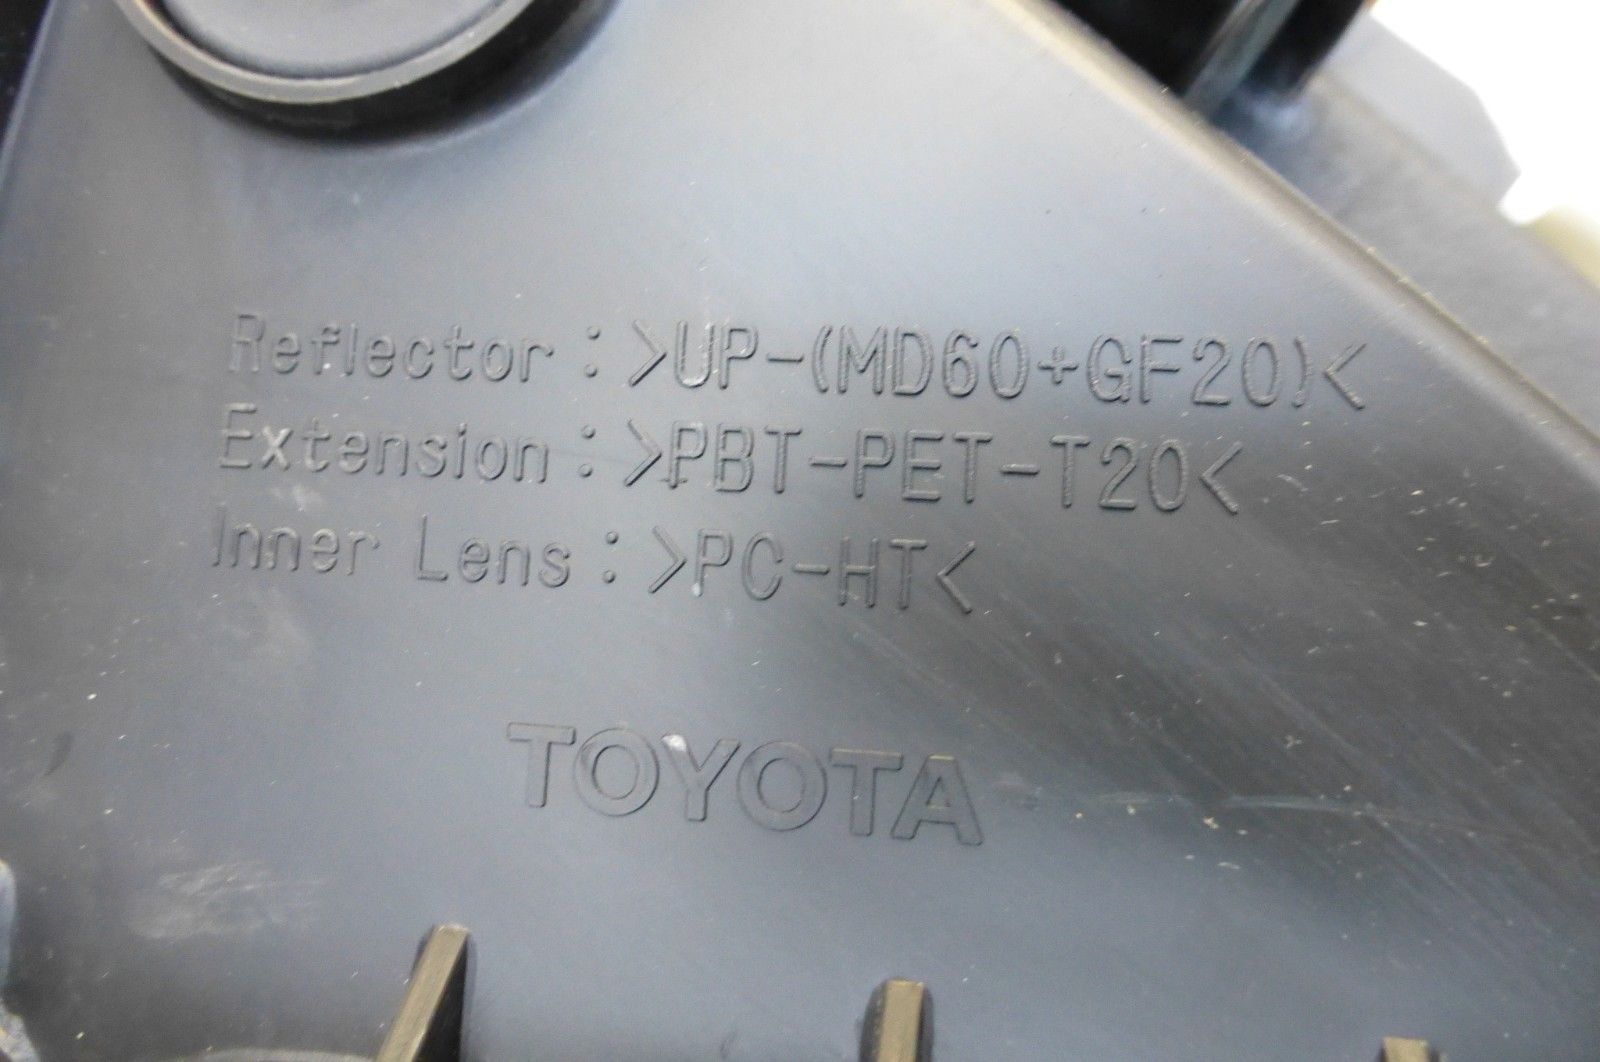 Reflector : >UP-(MD60+GF20)<
Extension : >PBT-PET-T20<
Inner Lens : >PC-HT<
TOYOTA